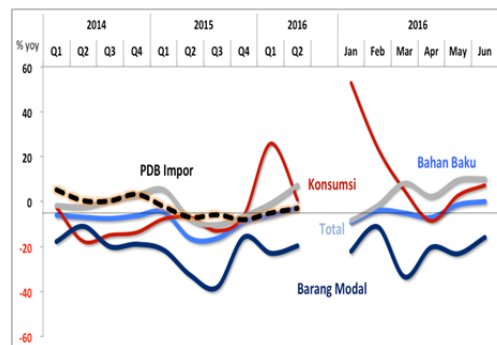 2014 2015 2016 2016
% yoy Q1 Q2 Q3 Q4 Q1 Q2 Q3 Q4 Q1 Q2 Jan Feb Mar Apr May Jun
60
40
20
PDB Impor
Konsumsi
Bahan Baku
0
Total
-20
Barang Modal
-40
-60